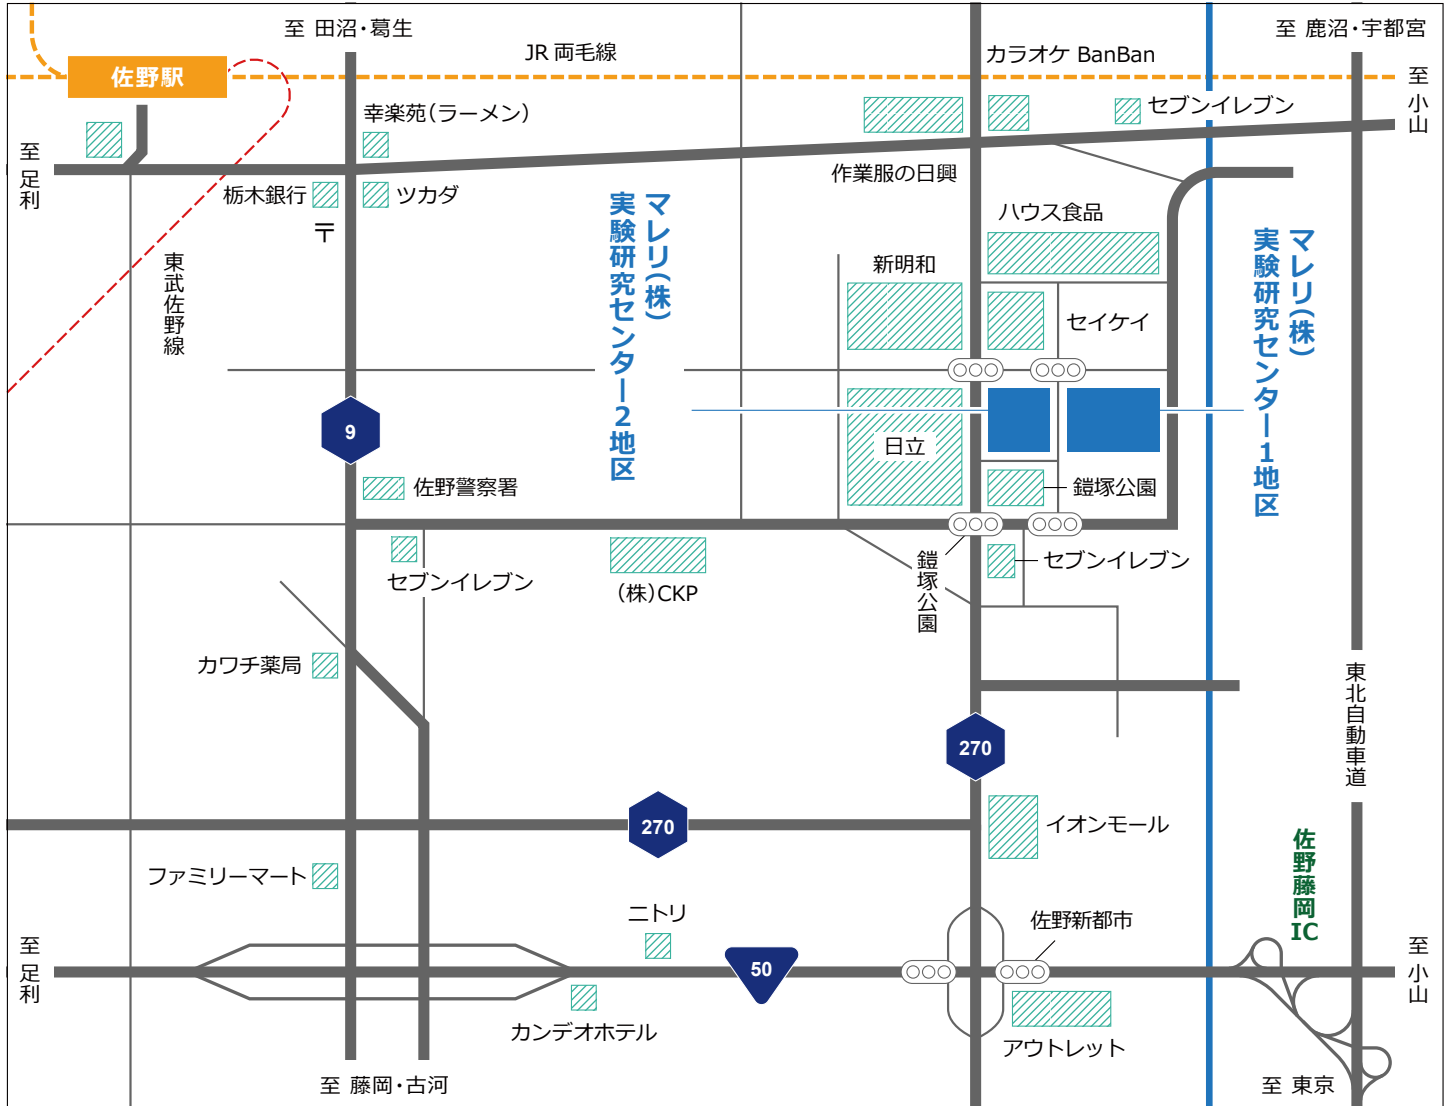 至 田沼・葛生
JR 両毛線
カラオケ BanBan
至 鹿沼・宇都宮
佐野駅
至 小山
幸楽苑(ラーメン)
セブンイレブン
至 足利
栃木銀行
ツカダ
〒
作業服の日興
マレリ(株)
実験研究センター2地区
ハウス食品
マレリ(株)
実験研究センター1地区
東武佐野線
新明和
セイケイ
9
日立
佐野警察署
鎧塚公園
セブンイレブン
(株)CKP
鎧塚公園
セブンイレブン
カワチ薬局
東北自動車道
270
270
イオンモール
ファミリーマート
佐野藤岡IC
ニトリ
佐野新都市
至 足利
50
至 小山
カンデオホテル
アウトレット
至 藤岡・古河
至 東京